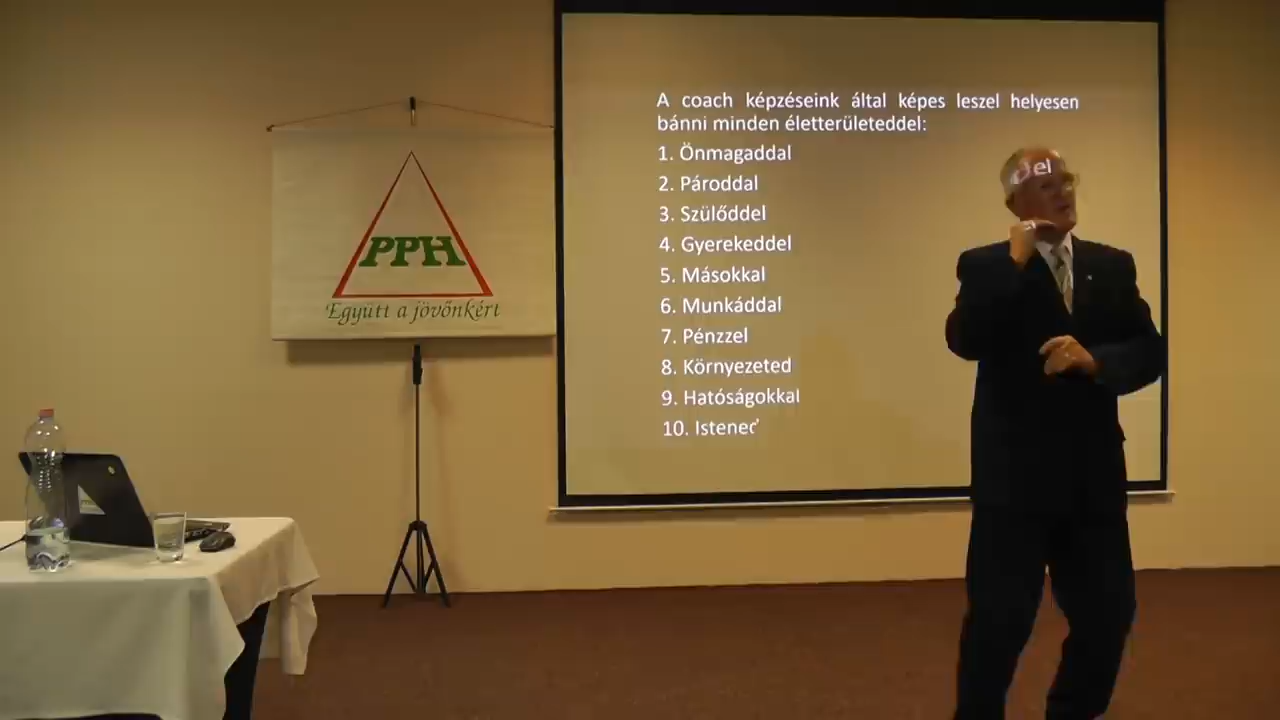 PPH
Együtt a jövőnkért
A coach képzéseink által képes leszel helyesen
bánni minden életterületeddel:
1. Önmagaddal
2. Pároddal
3. Szülőddel
4. Gyerekeddel
5. Másokkal
6. Munkáddal
7. Pénzzel
8. Környezeted
9. Hatóságokkal
10.